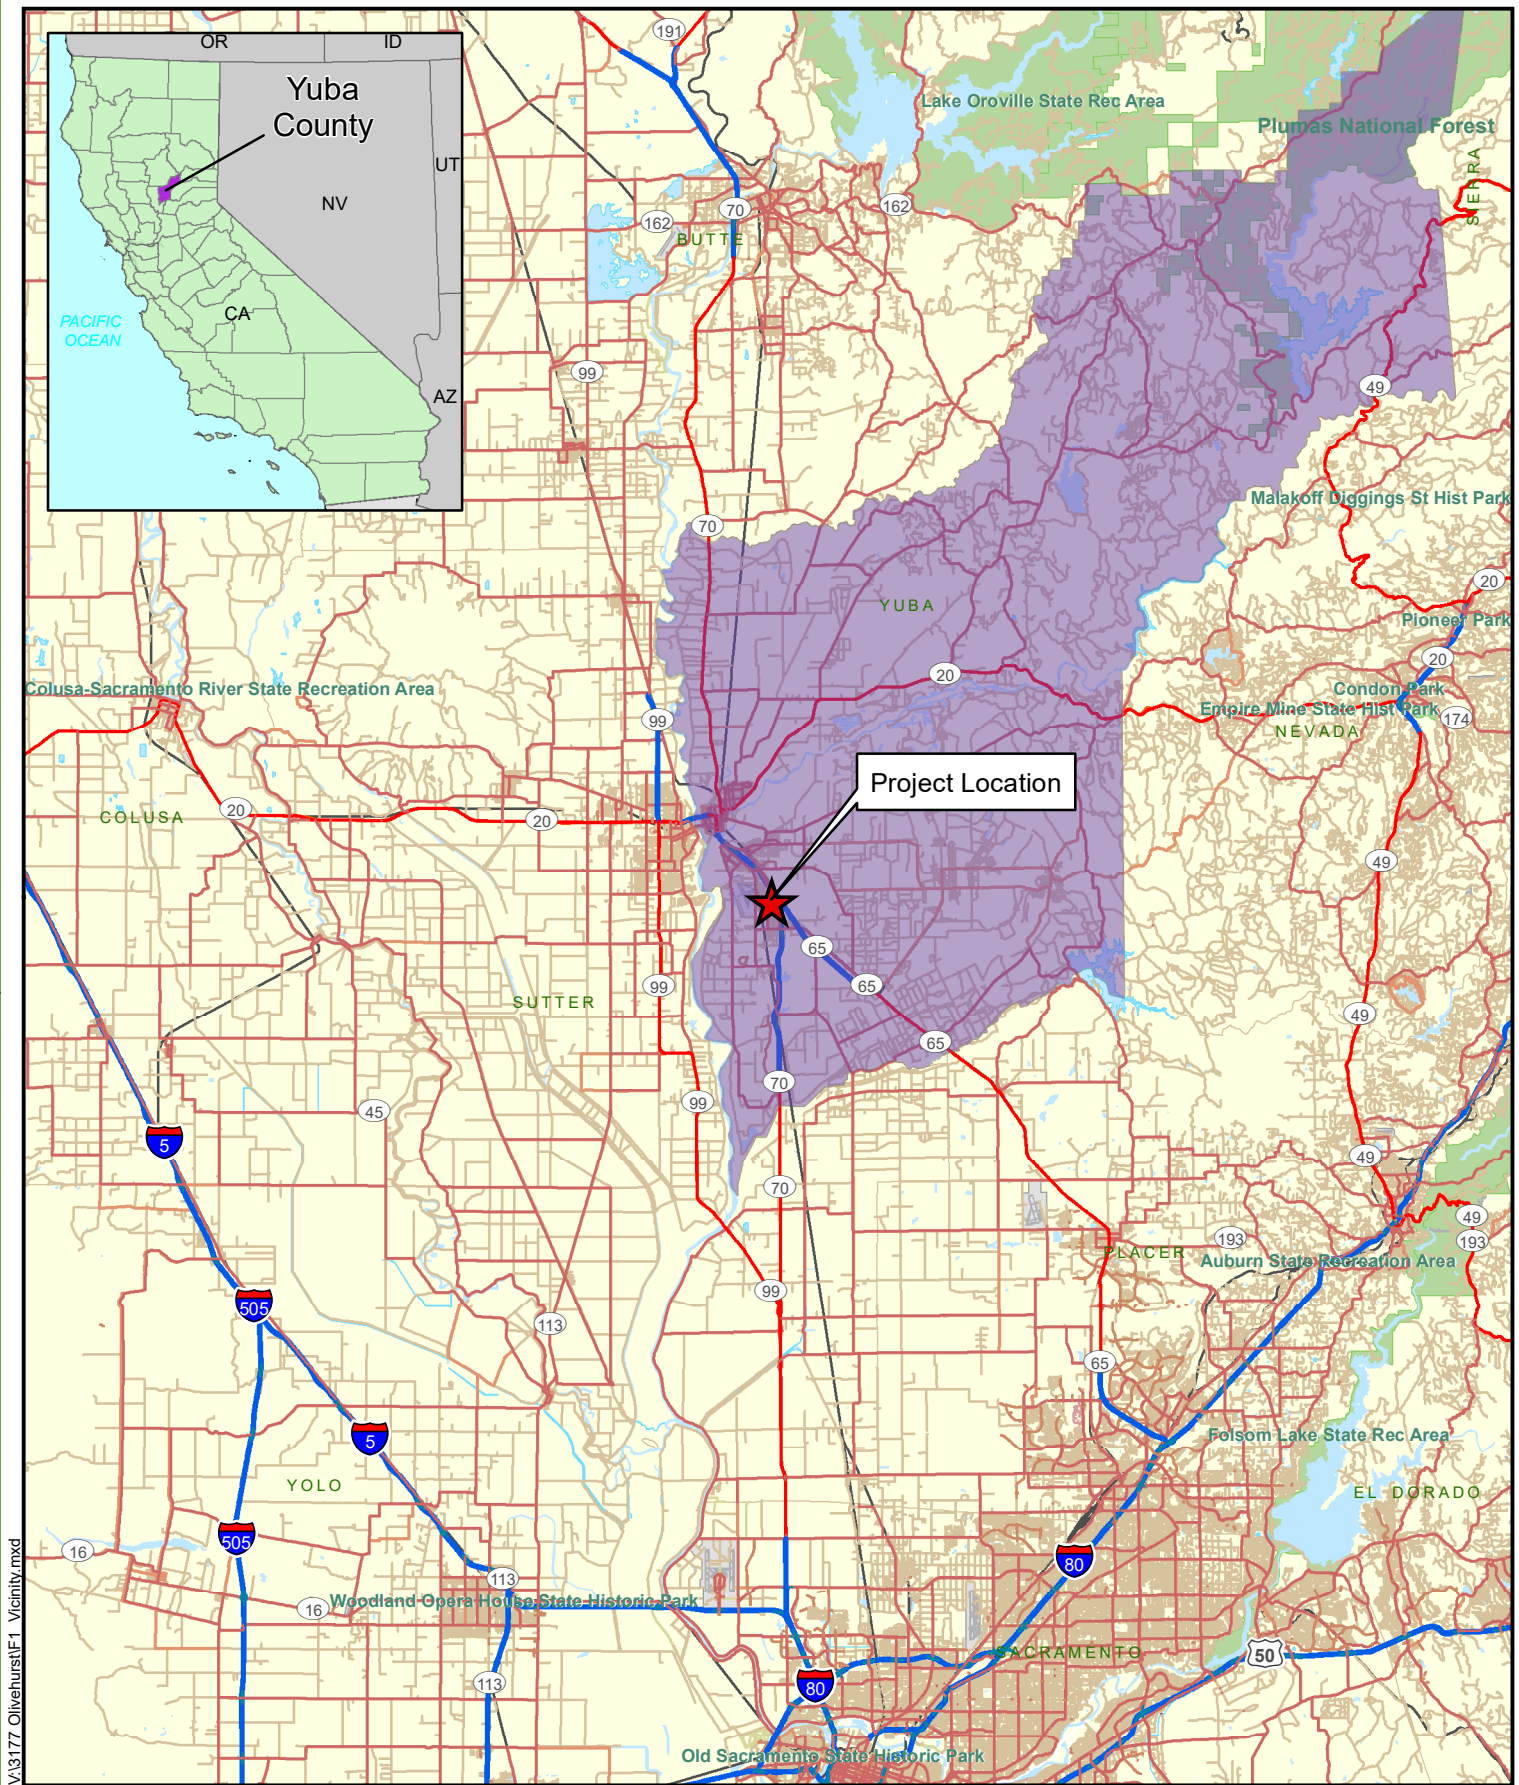 OR
ID
Yuba
County
UT
NV
CA
PACIFIC
OCEAN
AZ
191
Lake Oroville State Rec Area
Plumas National Forest
SIERRA
162
70
162
BUTTE
99
49
Malakoff Diggings St Hist Park
70
20
YUBA
Pioneer Park
20
20
Colusa-Sacramento River State Recreation Area
Condon Park
Empire Mine State Hist Park
174
99
NEVADA
Project Location
COLUSA
20
20
49
65
65
99
SUTTER
49
65
70
99
45
5
49
70
49
193
193
PLACER
Auburn State Recreation Area
99
505
113
65
5
Folsom Lake State Rec Area
YOLO
EL DORADO
505
16
80
113
Woodland Opera House State Historic Park
16
SACRAMENTO
50
113
80
Old Sacramento State Historic Park
V:\3177 Olivehurst\F1 Vicinity.mxd